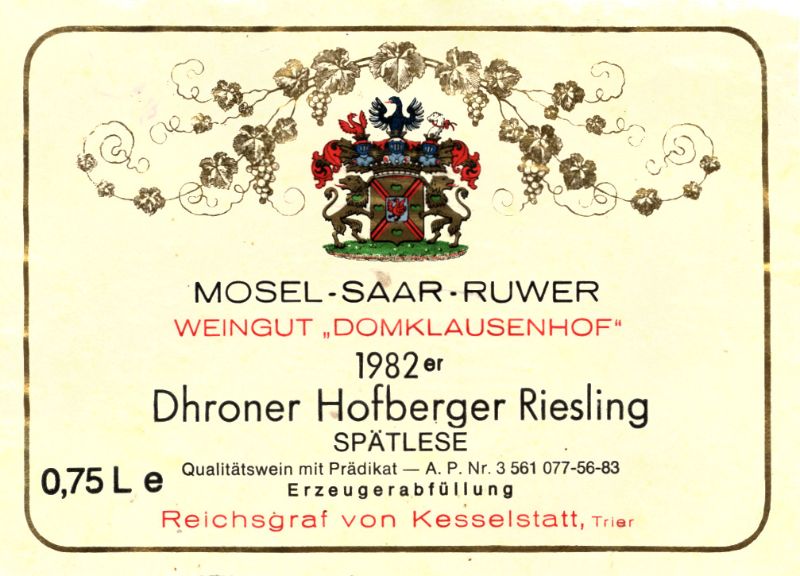 MOSEL-SAAR-RUWER
WEINGUT „DOMKLAUSENHOF“
1982er
Dhroner Hofberger Riesling
SPÄTLESE
Qualitätswein mit Prädikat — A. P. Nr. 3 561 077-56-83
0,75 L e
Erzeugerabfüllung
Reichsgraf von Kesselstatt, Trier